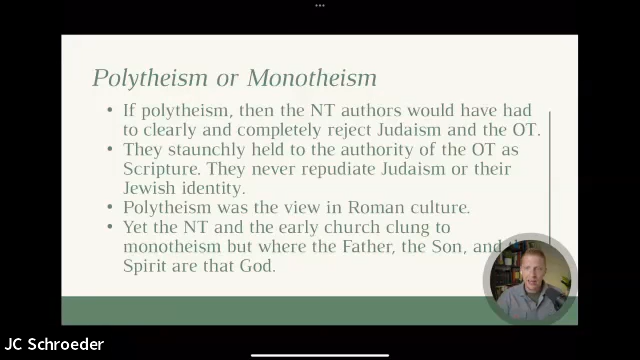 Polytheism or Monotheism
• If polytheism, then the NT authors would have had
to clearly and completely reject Judaism and the OT.
• They staunchly held to the authority of the OT as
Scripture. They never repudiate Judaism or their
Jewish identity.
• Polytheism was the view in Roman culture.
• Yet the NT and the early church clung to
monotheism but where the Father, the Son, and the
Spirit are that God.
JC Schroeder